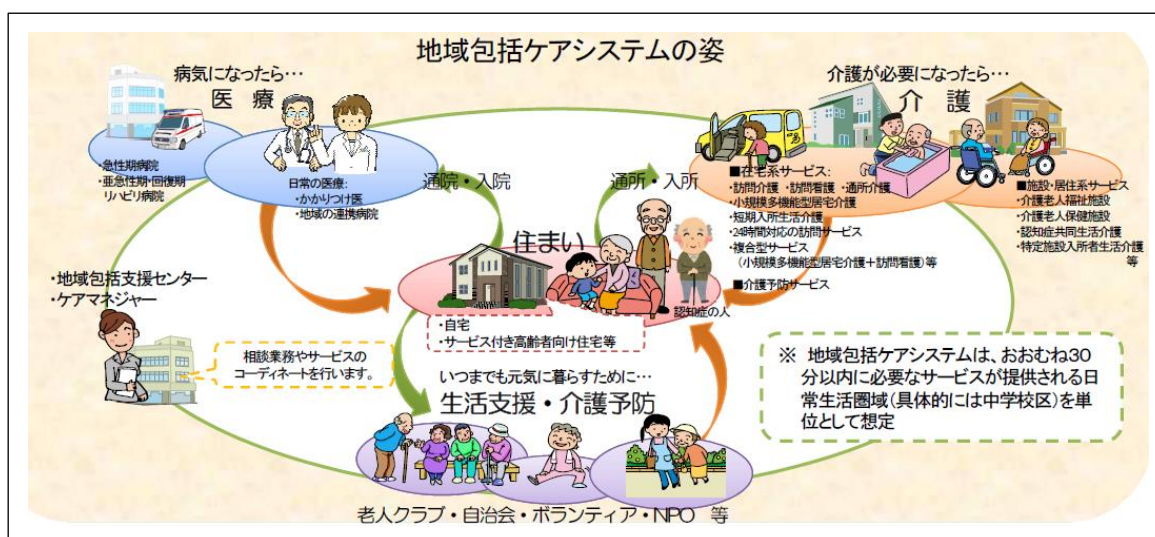 地域包括ケアシステムの姿
病気になったら…
医　療
・急性期病院
・亜急性期・回復期
リハビリ病院
日常の医療:
・かかりつけ医
・地域の連携病院
通院・入院
通所・入所
介護が必要になったら…
介　護
■在宅系サービス:
・訪問介護 ・訪問看護 ・通所介護
・小規模多機能型居宅介護
・短期入所生活介護
・24時間対応の訪問サービス
・複合型サービス
（小規模多機能型居宅介護＋訪問看護）等
■介護予防サービス
■施設・居住系サービス
・介護老人福祉施設
・介護老人保健施設
・認知症共同生活介護
・特定施設入所者生活介護
等
住まい
認知症の人
・自宅
・サービス付き高齢者向け住宅等
・地域包括支援センター
・ケアマネジャー
相談業務やサービスの
コーディネートを行います。
いつまでも元気に暮らすために…
生活支援・介護予防
老人クラブ・自治会・ボランティア・NPO 等
※ 地域包括ケアシステムは、おおむね30
分以内に必要なサービスが提供される日
常生活圏域（具体的には中学校区）を単
位として想定